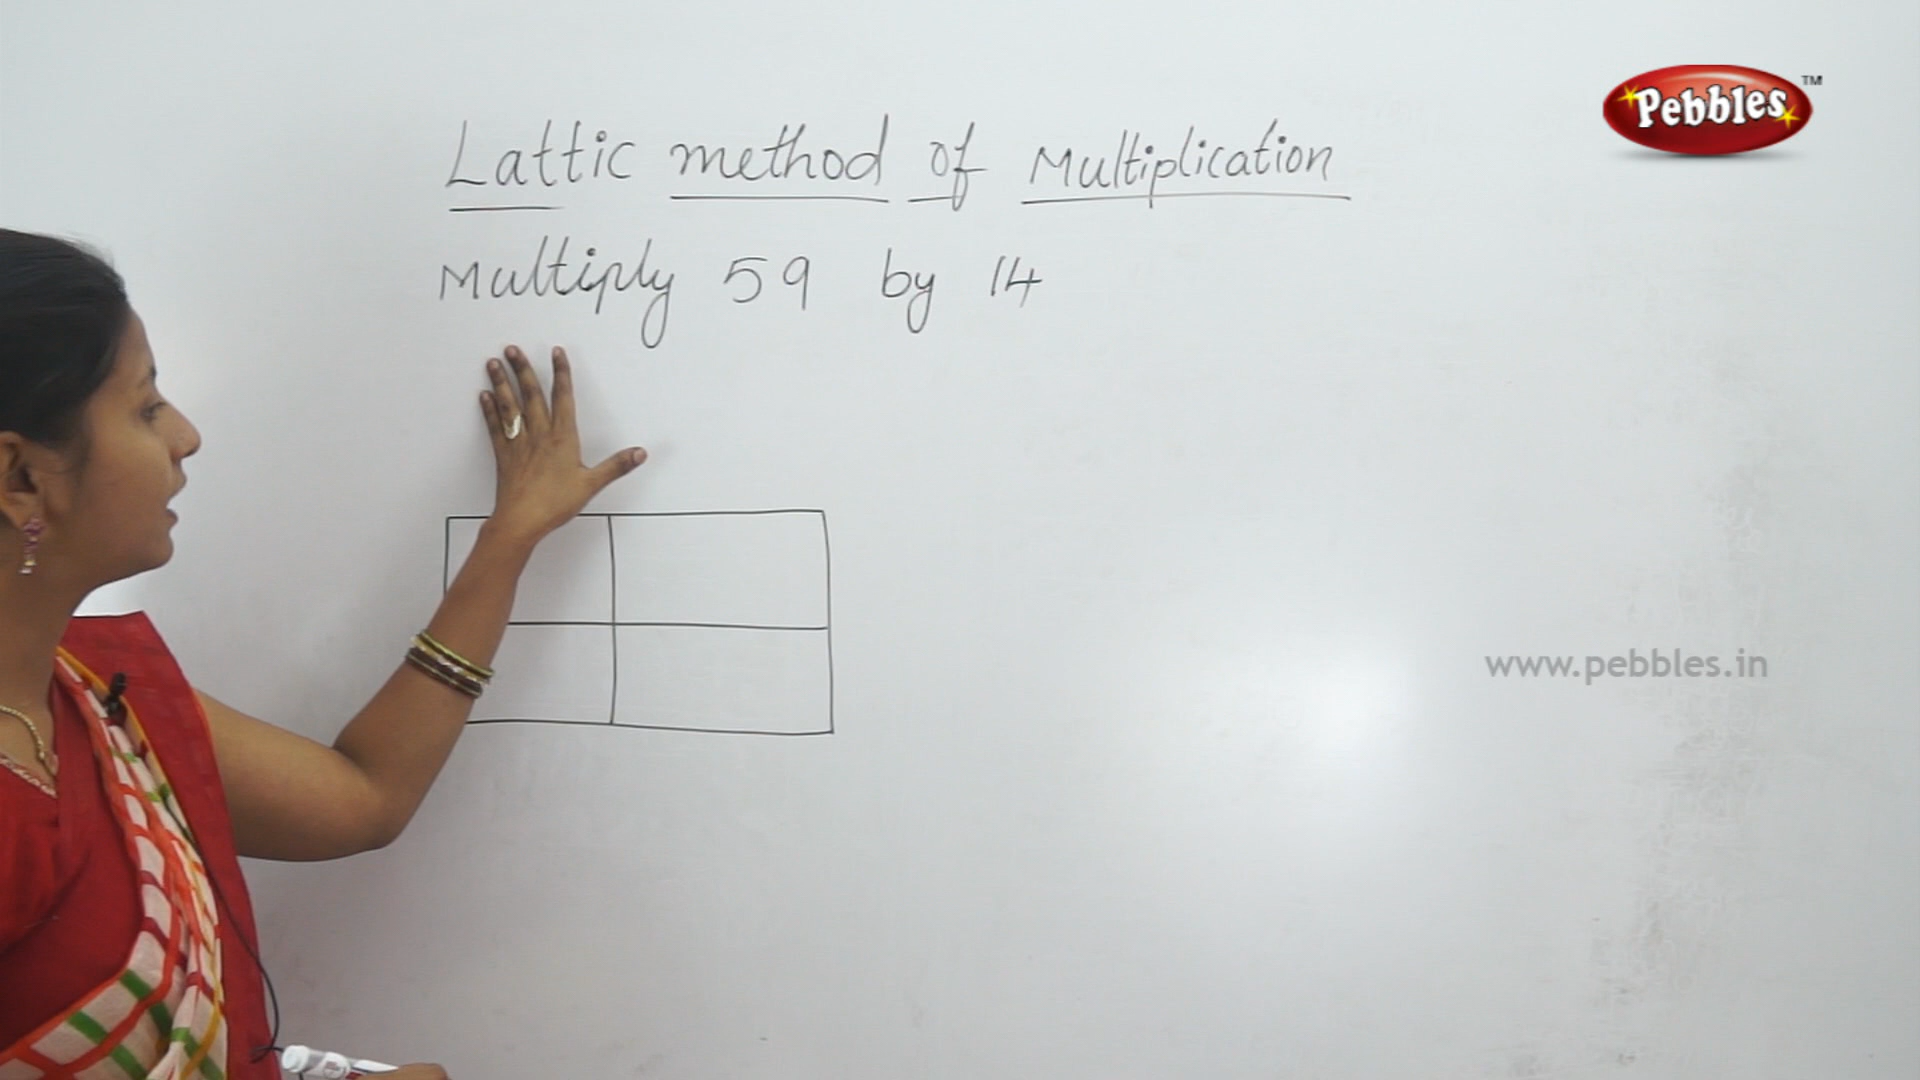 Pebbles TM
Lattic method of Multiplication
Multiply 59 by 14
www.pebbles.in